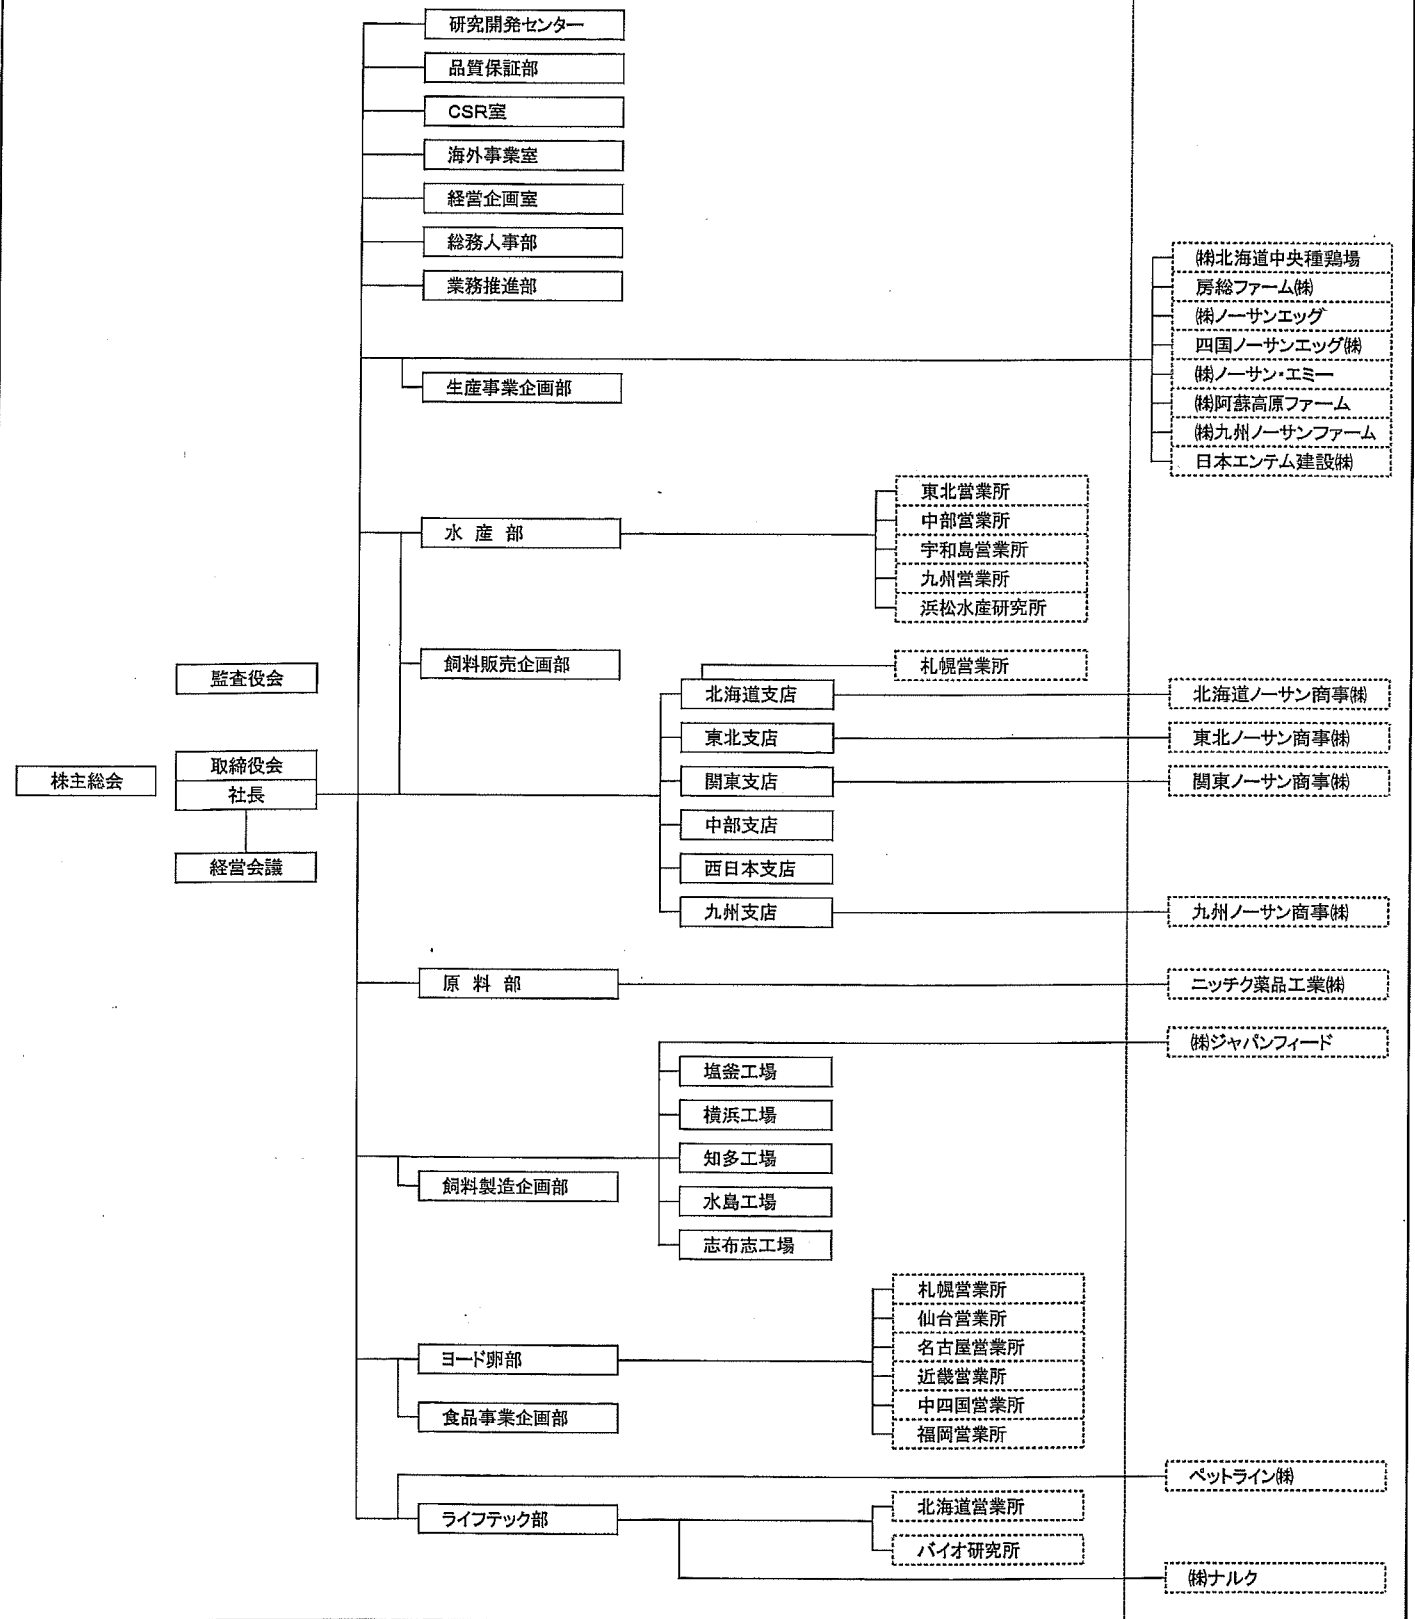 研究開発センター
品質保証部
CSR室
海外事業室
経営企画室
総務人事部
業務推進部
㈱北海道中央種鶏場
房総ファーム㈱
㈱ノーサンエッグ
四国ノーサンエッグ㈱
㈱ノーサン・エミー
㈱阿蘇高原ファーム
㈱九州ノーサンファーム
日本エンテム建設㈱
生産事業企画部
水 産 部
東北営業所
中部営業所
宇和島営業所
九州営業所
浜松水産研究所
飼料販売企画部
札幌営業所
監査役会
北海道支店
北海道ノーサン商事㈱
東北支店
東北ノーサン商事㈱
取締役会
株主総会
関東支店
関東ノーサン商事㈱
社長
中部支店
経営会議
西日本支店
九州支店
九州ノーサン商事㈱
原 料 部
ニッチク薬品工業㈱
㈱ジャパンフィード
塩釜工場
横浜工場
知多工場
飼料製造企画部
水島工場
志布志工場
札幌営業所
仙台営業所
名古屋営業所
近畿営業所
中四国営業所
福岡営業所
ヨード卵部
食品事業企画部
ペットライン㈱
ライフテック部
北海道営業所
バイオ研究所
㈱ナルク